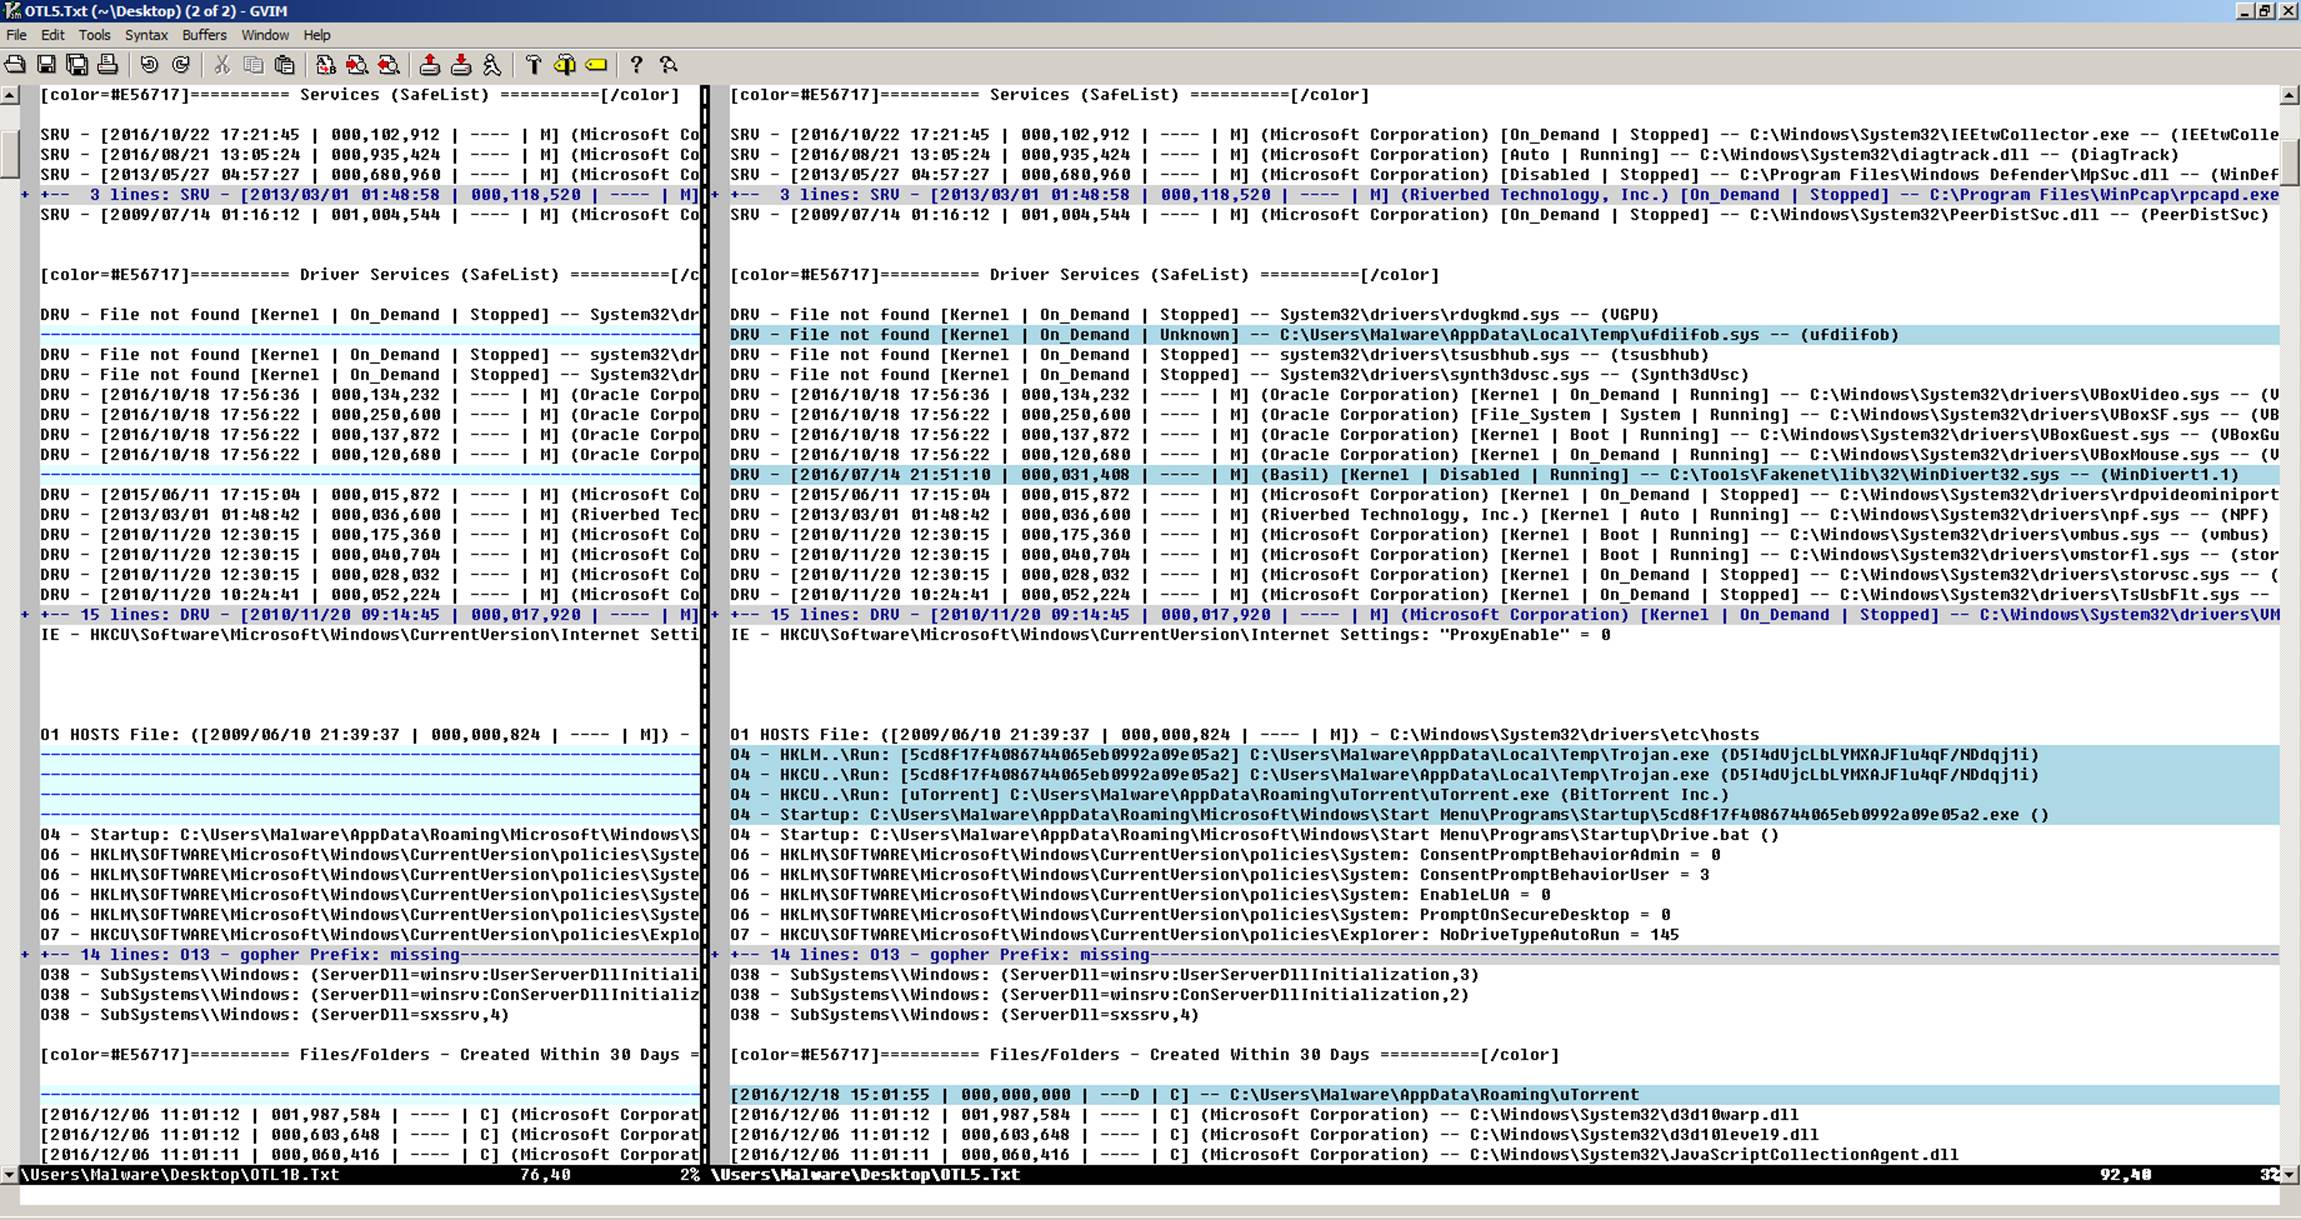 OTL5.Txt (~\Desktop) (2 of 2) - GVIM
File Edit Tools Syntax Buffers Window Help
[color=#E56717]========== Services (SafeList) ==========[/color]
SRV - [2016/10/22 17:21:45 | 000,102,912 | ---- | M] (Microsoft Co
SRV - [2016/08/21 13:05:24 | 000,935,424 | ---- | M] (Microsoft Co
SRV - [2013/05/27 04:57:27 | 000,680,960 | ---- | M] (Microsoft Co
+ +-- 3 lines: SRV - [2013/03/01 01:48:58 | 000,118,520 | ---- | M]
SRV - [2009/07/14 01:16:12 | 001,004,544 | ---- | M] (Microsoft Co
[color=#E56717]========== Driver Services (SafeList) ==========[/c
DRV - File not found [Kernel | On_Demand | Stopped] -- System32\dr
DRV - File not found [Kernel | On_Demand | Stopped] -- system32\dr
DRV - File not found [Kernel | On_Demand | Stopped] -- System32\dr
DRV - [2016/10/18 17:56:36 | 000,134,232 | ---- | M] (Oracle Corpo
DRV - [2016/10/18 17:56:22 | 000,250,600 | ---- | M] (Oracle Corpo
DRV - [2016/10/18 17:56:22 | 000,137,872 | ---- | M] (Oracle Corpo
DRV - [2016/10/18 17:56:22 | 000,120,680 | ---- | M] (Oracle Corpo
DRV - [2015/06/11 17:15:04 | 000,015,872 | ---- | M] (Microsoft Co
DRV - [2013/03/01 01:48:42 | 000,036,600 | ---- | M] (Riverbed Tec
DRV - [2010/11/20 12:30:15 | 000,175,360 | ---- | M] (Microsoft Co
DRV - [2010/11/20 12:30:15 | 000,040,704 | ---- | M] (Microsoft Co
DRV - [2010/11/20 12:30:15 | 000,028,032 | ---- | M] (Microsoft Co
DRV - [2010/11/20 10:24:41 | 000,052,224 | ---- | M] (Microsoft Co
+ +-- 15 lines: DRV - [2010/11/20 09:14:45 | 000,017,920 | ---- | M]
IE - HKCU\Software\Microsoft\Windows\CurrentVersion\Internet Setti
O1 HOSTS File: ([2009/06/10 21:39:37 | 000,000,824 | ---- | M]) -
O4 - Startup: C:\Users\Malware\AppData\Roaming\Microsoft\Windows\S
O6 - HKLM\SOFTWARE\Microsoft\Windows\CurrentVersion\policies\Syste
O6 - HKLM\SOFTWARE\Microsoft\Windows\CurrentVersion\policies\Syste
O6 - HKLM\SOFTWARE\Microsoft\Windows\CurrentVersion\policies\Syste
O6 - HKLM\SOFTWARE\Microsoft\Windows\CurrentVersion\policies\Syste
O7 - HKCU\SOFTWARE\Microsoft\Windows\CurrentVersion\policies\Explo
+ +-- 14 lines: O13 - gopher Prefix: missing------------------------
O38 - SubSystems\\Windows: (ServerDll=winsrv:UserServerDllInitiali
O38 - SubSystems\\Windows: (ServerDll=winsrv:ConServerDllInitializ
O38 - SubSystems\\Windows: (ServerDll=sxssrv,4)
[color=#E56717]========== Files/Folders - Created Within 30 Days =
[2016/12/06 11:01:12 | 001,987,584 | ---- | C] (Microsoft Corporat
[2016/12/06 11:01:12 | 000,603,648 | ---- | C] (Microsoft Corporat
[2016/12/06 11:01:11 | 000,060,416 | ---- | C] (Microsoft Corporat
\Users\Malware\Desktop\OTL1B.Txt 76,40 2%
[color=#E56717]========== Services (SafeList) ==========[/color]
SRV - [2016/10/22 17:21:45 | 000,102,912 | ---- | M] (Microsoft Corporation) [On_Demand | Stopped] -- C:\Windows\System32\IEEtwCollector.exe -- (IEEtwColle
SRV - [2016/08/21 13:05:24 | 000,935,424 | ---- | M] (Microsoft Corporation) [Auto | Running] -- C:\Windows\System32\diagtrack.dll -- (DiagTrack)
SRV - [2013/05/27 04:57:27 | 000,680,960 | ---- | M] (Microsoft Corporation) [Disabled | Stopped] -- C:\Program Files\Windows Defender\MpSvc.dll -- (WinDef
+ +-- 3 lines: SRV - [2013/03/01 01:48:58 | 000,118,520 | ---- | M] (Riverbed Technology, Inc.) [On_Demand | Stopped] -- C:\Program Files\WinPcap\rpcapd.exe
SRV - [2009/07/14 01:16:12 | 001,004,544 | ---- | M] (Microsoft Corporation) [On_Demand | Stopped] -- C:\Windows\System32\PeerDistSvc.dll -- (PeerDistSvc)
[color=#E56717]========== Driver Services (SafeList) ==========[/color]
DRV - File not found [Kernel | On_Demand | Stopped] -- System32\drivers\rdvgkmd.sys -- (VGPU)
DRV - File not found [Kernel | On_Demand | Unknown] -- C:\Users\Malware\AppData\Local\Temp\ufdiifob.sys -- (ufdiifob)
DRV - File not found [Kernel | On_Demand | Stopped] -- system32\drivers\tsusbhub.sys -- (tsusbhub)
DRV - File not found [Kernel | On_Demand | Stopped] -- System32\drivers\synth3dvsc.sys -- (Synth3dVsc)
DRV - [2016/10/18 17:56:36 | 000,134,232 | ---- | M] (Oracle Corporation) [Kernel | On_Demand | Running] -- C:\Windows\System32\drivers\VBoxVideo.sys -- (V
DRV - [2016/10/18 17:56:22 | 000,250,600 | ---- | M] (Oracle Corporation) [File_System | System | Running] -- C:\Windows\System32\drivers\VBoxSF.sys -- (VB
DRV - [2016/10/18 17:56:22 | 000,137,872 | ---- | M] (Oracle Corporation) [Kernel | Boot | Running] -- C:\Windows\System32\drivers\VBoxGuest.sys -- (VBoxGu
DRV - [2016/10/18 17:56:22 | 000,120,680 | ---- | M] (Oracle Corporation) [Kernel | On_Demand | Running] -- C:\Windows\System32\drivers\VBoxMouse.sys -- (V
DRV - [2016/07/14 21:51:10 | 000,031,408 | ---- | M] (Basil) [Kernel | Disabled | Running] -- C:\Tools\Fakenet\lib\32\WinDivert32.sys -- (WinDivert1.1)
DRV - [2015/06/11 17:15:04 | 000,015,872 | ---- | M] (Microsoft Corporation) [Kernel | On_Demand | Stopped] -- C:\Windows\System32\drivers\rdpvideominiport
DRV - [2013/03/01 01:48:42 | 000,036,600 | ---- | M] (Riverbed Technology, Inc.) [Kernel | Auto | Running] -- C:\Windows\System32\drivers\npf.sys -- (NPF)
DRV - [2010/11/20 12:30:15 | 000,175,360 | ---- | M] (Microsoft Corporation) [Kernel | Boot | Running] -- C:\Windows\System32\drivers\vmbus.sys -- (vmbus)
DRV - [2010/11/20 12:30:15 | 000,040,704 | ---- | M] (Microsoft Corporation) [Kernel | Boot | Running] -- C:\Windows\System32\drivers\vmstorfl.sys -- (stor
DRV - [2010/11/20 12:30:15 | 000,028,032 | ---- | M] (Microsoft Corporation) [Kernel | On_Demand | Stopped] -- C:\Windows\System32\drivers\storvsc.sys -- (
DRV - [2010/11/20 10:24:41 | 000,052,224 | ---- | M] (Microsoft Corporation) [Kernel | On_Demand | Stopped] -- C:\Windows\System32\drivers\TsUsbFlt.sys --
+ +-- 15 lines: DRV - [2010/11/20 09:14:45 | 000,017,920 | ---- | M] (Microsoft Corporation) [Kernel | On_Demand | Stopped] -- C:\Windows\System32\drivers\VM
IE - HKCU\Software\Microsoft\Windows\CurrentVersion\Internet Settings: "ProxyEnable" = 0
O1 HOSTS File: ([2009/06/10 21:39:37 | 000,000,824 | ---- | M]) - C:\Windows\System32\drivers\etc\hosts
O4 - HKLM..\Run: [5cd8f17f4086744065eb0992a09e05a2] C:\Users\Malware\AppData\Local\Temp\Trojan.exe (D5I4dVjcLbLYMXAJFlu4qF/NDdqj1i)
O4 - HKCU..\Run: [5cd8f17f4086744065eb0992a09e05a2] C:\Users\Malware\AppData\Local\Temp\Trojan.exe (D5I4dVjcLbLYMXAJFlu4qF/NDdqj1i)
O4 - HKCU..\Run: [uTorrent] C:\Users\Malware\AppData\Roaming\uTorrent\uTorrent.exe (BitTorrent Inc.)
O4 - Startup: C:\Users\Malware\AppData\Roaming\Microsoft\Windows\Start Menu\Programs\Startup\5cd8f17f4086744065eb0992a09e05a2.exe ()
O4 - Startup: C:\Users\Malware\AppData\Roaming\Microsoft\Windows\Start Menu\Programs\Startup\Drive.bat ()
O6 - HKLM\SOFTWARE\Microsoft\Windows\CurrentVersion\policies\System: ConsentPromptBehaviorAdmin = 0
O6 - HKLM\SOFTWARE\Microsoft\Windows\CurrentVersion\policies\System: ConsentPromptBehaviorUser = 3
O6 - HKLM\SOFTWARE\Microsoft\Windows\CurrentVersion\policies\System: EnableLUA = 0
O6 - HKLM\SOFTWARE\Microsoft\Windows\CurrentVersion\policies\System: PromptOnSecureDesktop = 0
O7 - HKCU\SOFTWARE\Microsoft\Windows\CurrentVersion\policies\Explorer: NoDriveTypeAutoRun = 145
+ +-- 14 lines: O13 - gopher Prefix: missing------------------------
O38 - SubSystems\\Windows: (ServerDll=winsrv:UserServerDllInitialization,3)
O38 - SubSystems\\Windows: (ServerDll=winsrv:ConServerDllInitialization,2)
O38 - SubSystems\\Windows: (ServerDll=sxssrv,4)
[color=#E56717]========== Files/Folders - Created Within 30 Days ==========[/color]
[2016/12/18 15:01:55 | 000,000,000 | ---D | C] -- C:\Users\Malware\AppData\Roaming\uTorrent
[2016/12/06 11:01:12 | 001,987,584 | ---- | C] (Microsoft Corporation) -- C:\Windows\System32\d3d10warp.dll
[2016/12/06 11:01:12 | 000,603,648 | ---- | C] (Microsoft Corporation) -- C:\Windows\System32\d3d10level9.dll
[2016/12/06 11:01:11 | 000,060,416 | ---- | C] (Microsoft Corporation) -- C:\Windows\System32\JavaScriptCollectionAgent.dll
\Users\Malware\Desktop\OTL5.Txt 92,40